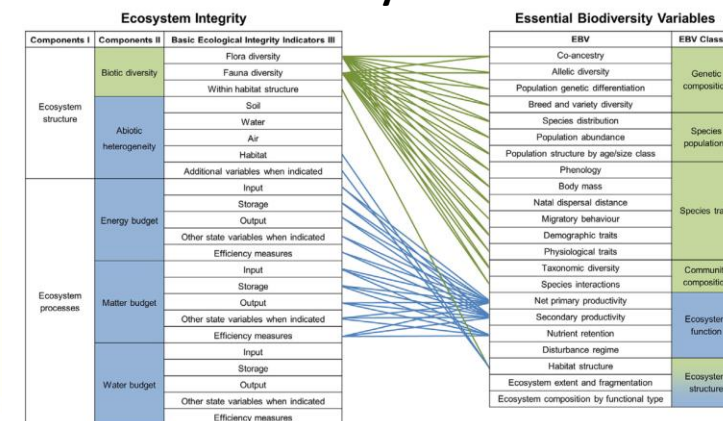 Ecosystem Integrity
Components I Components II Basic Ecological Integrity Indicators III
Ecosystem structure
Biotic diversity
Flora diversity
Fauna diversity
Within habitat structure
Abiotic heterogeneity
Soil
Water
Air
Habitat
Additional variables when indicated
Ecosystem processes
Energy budget
Input
Storage
Output
Other state variables when indicated
Efficiency measures
Matter budget
Input
Storage
Output
Other state variables when indicated
Efficiency measures
Water budget
Input
Storage
Output
Other state variables when indicated
Efficiency measures
Essential Biodiversity Variables
EBV EBV Class
Co-ancestry
Allelic diversity
Population genetic differentiation
Breed and variety diversity
Genetic
Species distribution
Population abundance
Population structure by age/size class
Species
Phenology
Body mass
Natal dispersal distance
Migratory behaviour
Demographic traits
Physiological traits
Species
Taxonomic diversity
Species interactions
Net primary productivity
Secondary productivity
Nutrient retention
Disturbance regime
function
Habitat structure
Ecosystem extent and fragmentation
Ecosystem composition by functional type